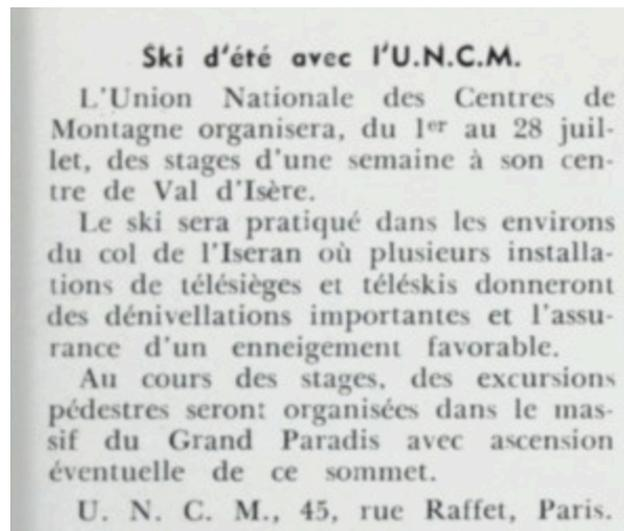 Ski d'été avec l'U.N.C.M.
L'Union Nationale des Centres de
Montagne organisera, du 1er au 28 juil-
let, des stages d'une semaine à son cen-
tre de Val d'Isère.
Le ski sera pratiqué dans les environs
du col de l'Iseran où plusieurs installa-
tions de télésièges et téléskis donneront
des dénivellations importantes et l'assu-
rance d'un enneigement favorable.
Au cours des stages, des excursions
pédestres seront organisées dans le mas-
sif du Grand Paradis avec ascension
éventuelle de ce sommet.
U. N. C. M., 45, rue Raffet, Paris.